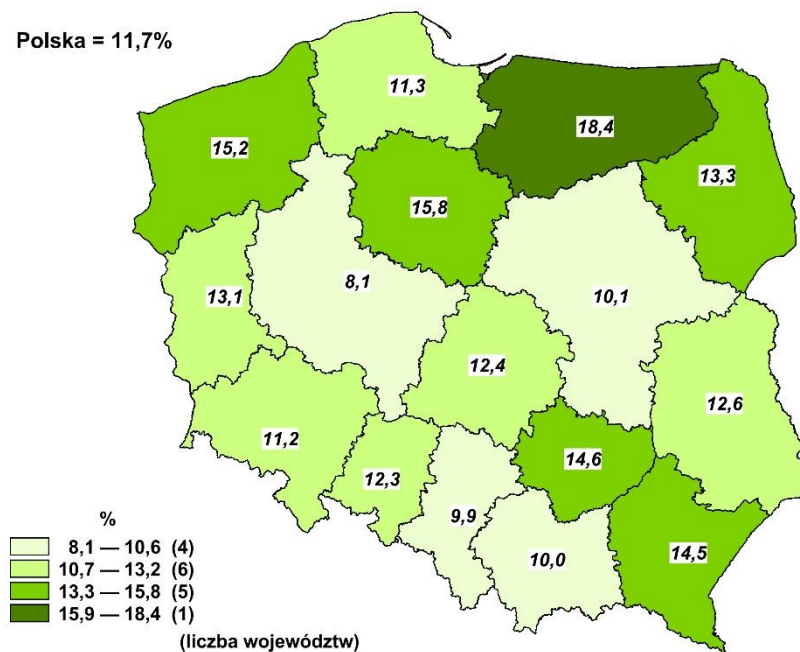 Polska = 11,7%
11,3
18,4
15,2
13,3
15,8
8,1
13,1
10,1
12,4
12,6
11,2
14,6
12,3
9,9
10,0
14,5
%
8,1 — 10,6 (4)
10,7 — 13,2 (6)
13,3 — 15,8 (5)
15,9 — 18,4 (1)
(liczba województw)